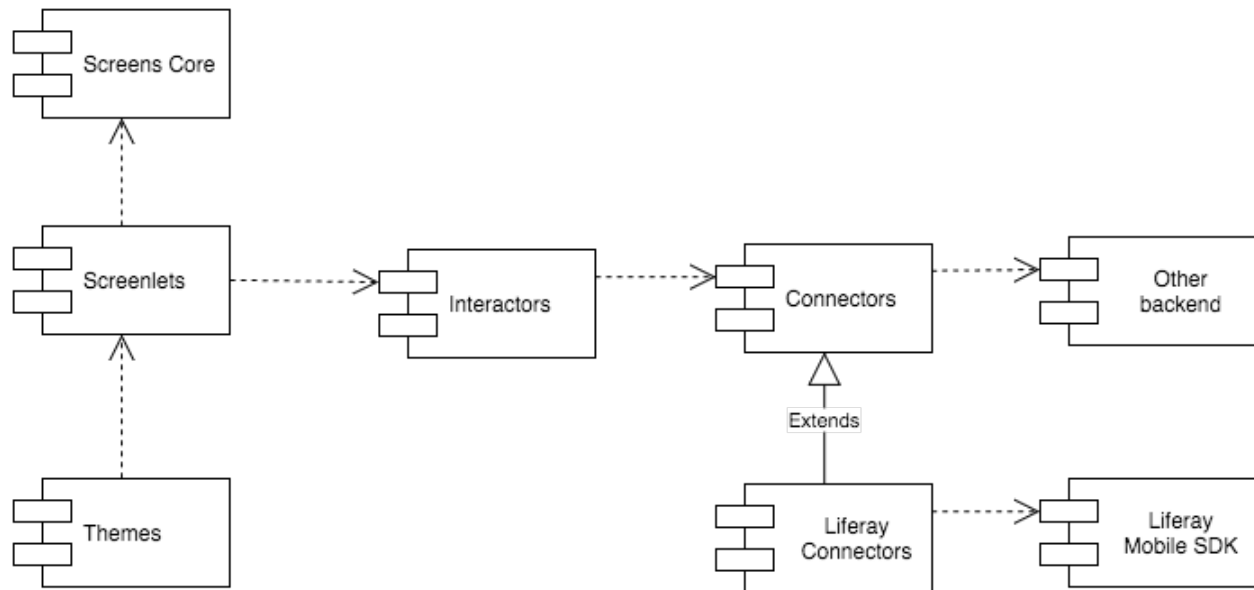 Screens Core
Screenlets
Interactors
Connectors
Other
backend
Extends
Themes
Liferay
Connectors
Liferay
Mobile SDK